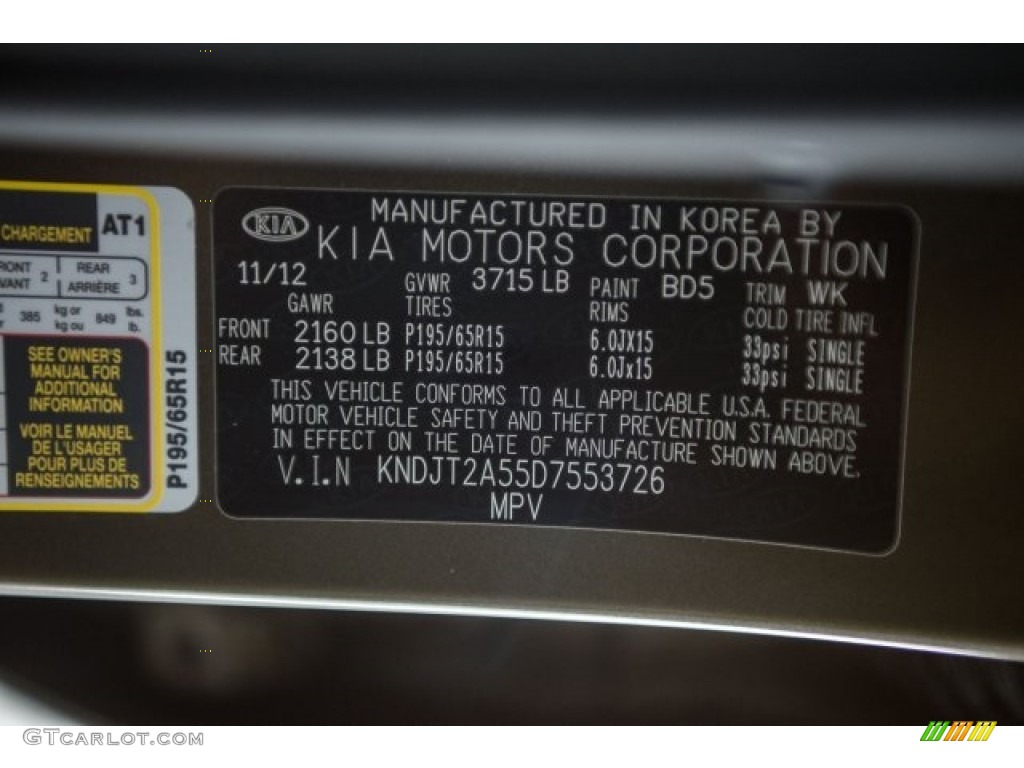 CHARGEMENT AT1
REAR
2 ARRIÈRE 3
385 kg or 849 lbs.
kg ou lb.
SEE OWNER'S
MANUAL FOR
ADDITIONAL
INFORMATION
VOIR LE MANUEL
DE L'USAGER
POUR PLUS DE
RENSEIGNEMENTS
P195/65R15
KIA MANUFACTURED IN KOREA BY
KIA MOTORS CORPORATION
11/12 GVWR 3715 LB PAINT BD5 TRIM WK
GAWR TIRES RIMS COLD TIRE INFL
FRONT 2160 LB P195/65R15 6.0JX15 33psi SINGLE
REAR 2138 LB P195/65R15 6.0Jx15 33psi SINGLE
THIS VEHICLE CONFORMS TO ALL APPLICABLE U.S.A. FEDERAL
MOTOR VEHICLE SAFETY AND THEFT PREVENTION STANDARDS
IN EFFECT ON THE DATE OF MANUFACTURE SHOWN ABOVE.
V.I.N KNDJT2A55D7553726
MPV
GTCarlot.com